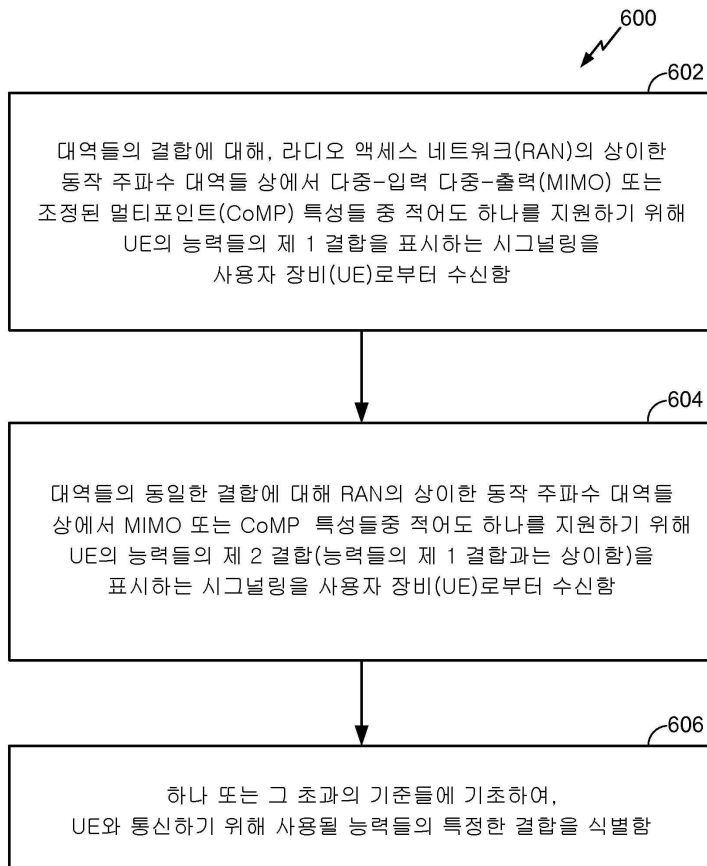 600
602
대역들의 결합에 대해, 라디오 액세스 네트워크(RAN)의 상이한
동작 주파수 대역들 상에서 다중-입력 다중-출력(MIMO) 또는
조정된 멀티포인트(CoMP) 특성들 중 적어도 하나를 지원하기 위해
UE의 능력들의 제 1 결합을 표시하는 시그널링을
사용자 장비(UE)로부터 수신함
604
대역들의 동일한 결합에 대해 RAN의 상이한 동작 주파수 대역들
상에서 MIMO 또는 CoMP 특성들중 적어도 하나를 지원하기 위해
UE의 능력들의 제 2 결합(능력들의 제 1 결합과는 상이함)을
표시하는 시그널링을 사용자 장비(UE)로부터 수신함
606
하나 또는 그 초과의 기준들에 기초하여,
UE와 통신하기 위해 사용될 능력들의 특정한 결합을 식별함